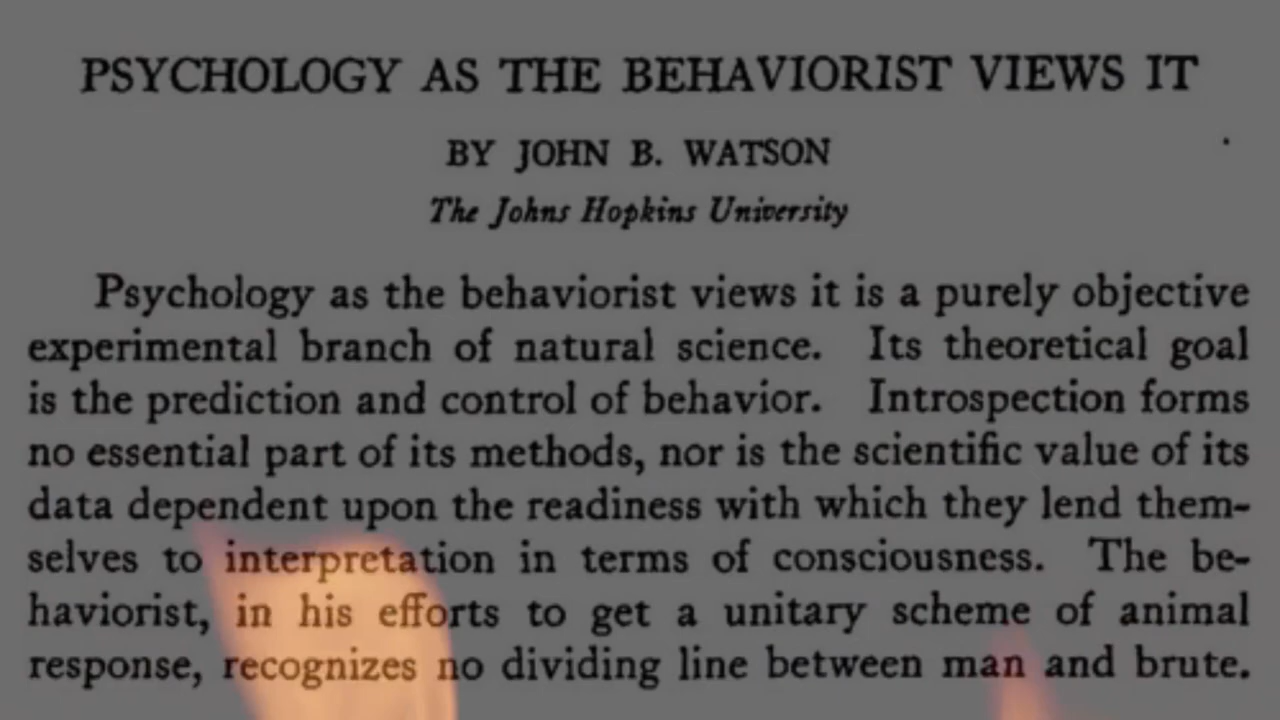 PSYCHOLOGY AS THE BEHAVIORIST VIEWS IT
BY JOHN B. WATSON
The Johns Hopkins University
Psychology as the behaviorist views it is a purely objective
experimental branch of natural science. Its theoretical goal
is the prediction and control of behavior. Introspection forms
no essential part of its methods, nor is the scientific value of its
data dependent upon the readiness with which they lend them-
selves to interpretation in terms of consciousness. The be-
haviorist, in his efforts to get a unitary scheme of animal
response, recognizes no dividing line between man and brute.